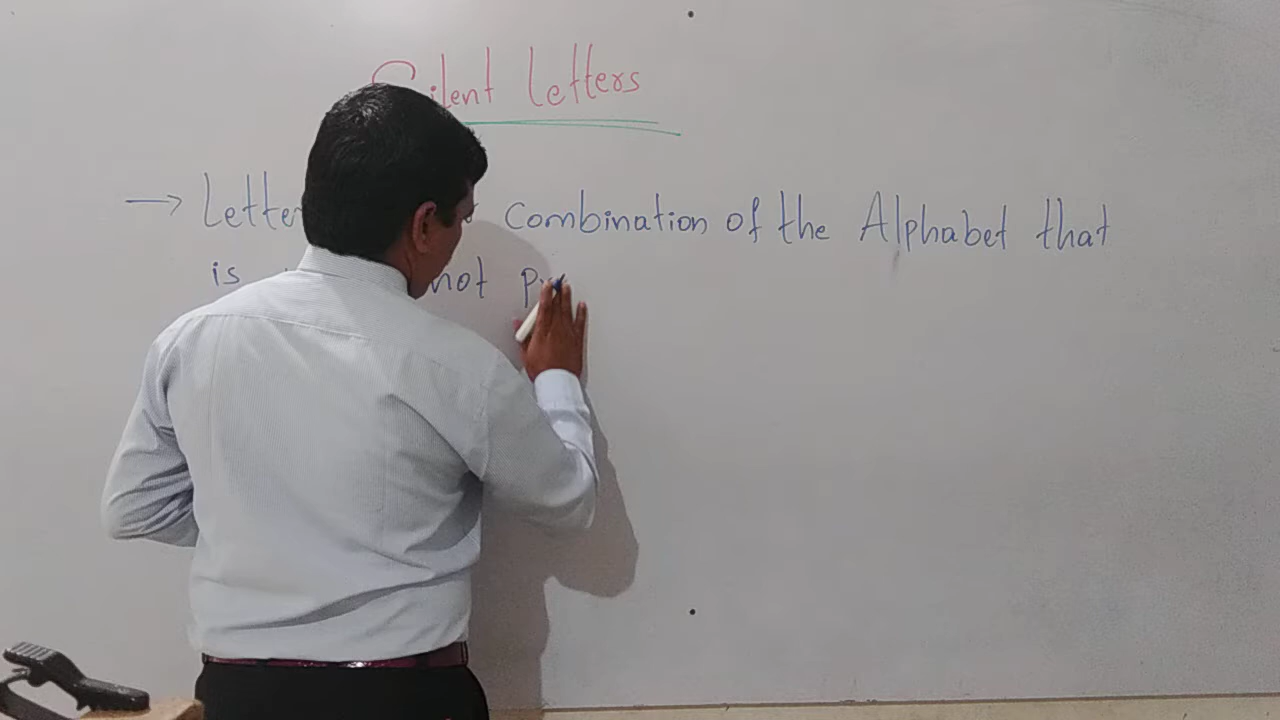 Silent letters
→ Letter combination of the Alphabet that
is not